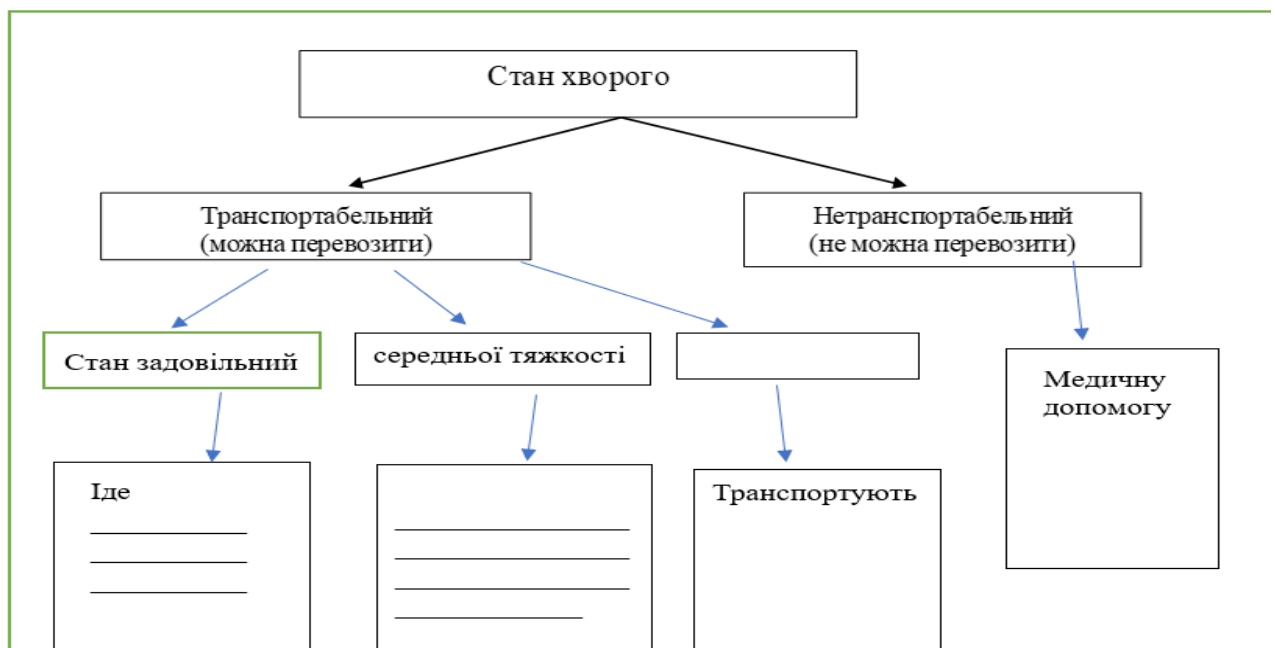 Стан хворого
Транспортабельний
(можна перевозити)
Нетранспортабельний
(не можна перевозити)
Стан задовільний
середньої тяжкості
Медичну
допомогу
Іде
Транспортують